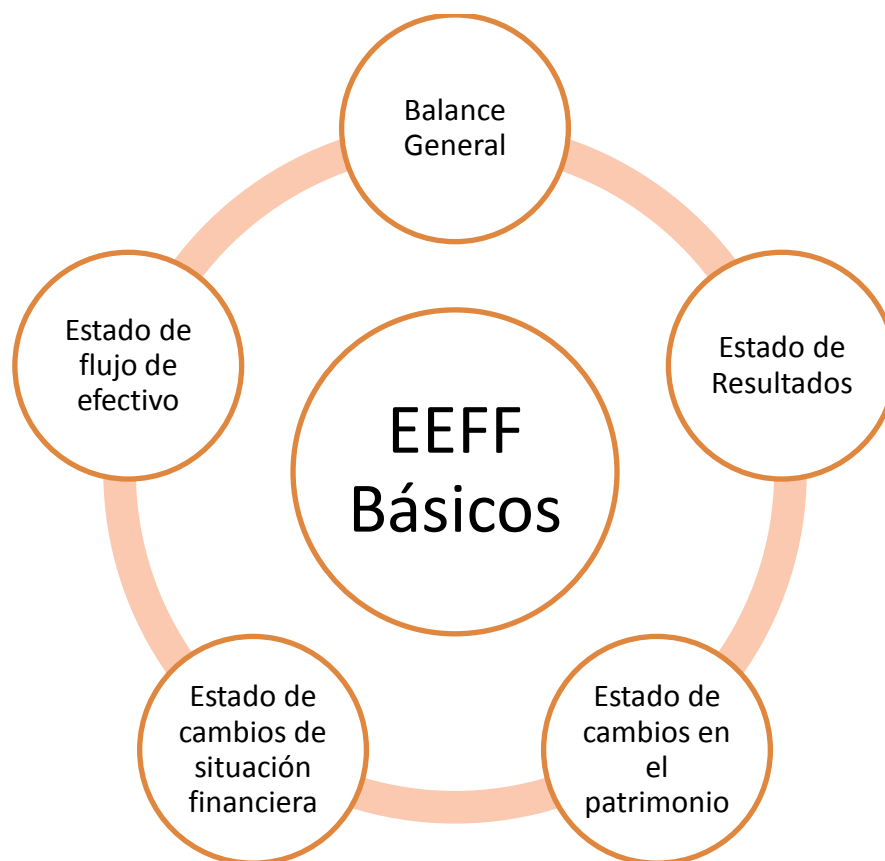 Balance
General
Estado de
Resultados
Estado de
cambios en
el
patrimonio
Estado de
cambios de
situación
financiera
Estado de
flujo de
efectivo
EEFF
Básicos